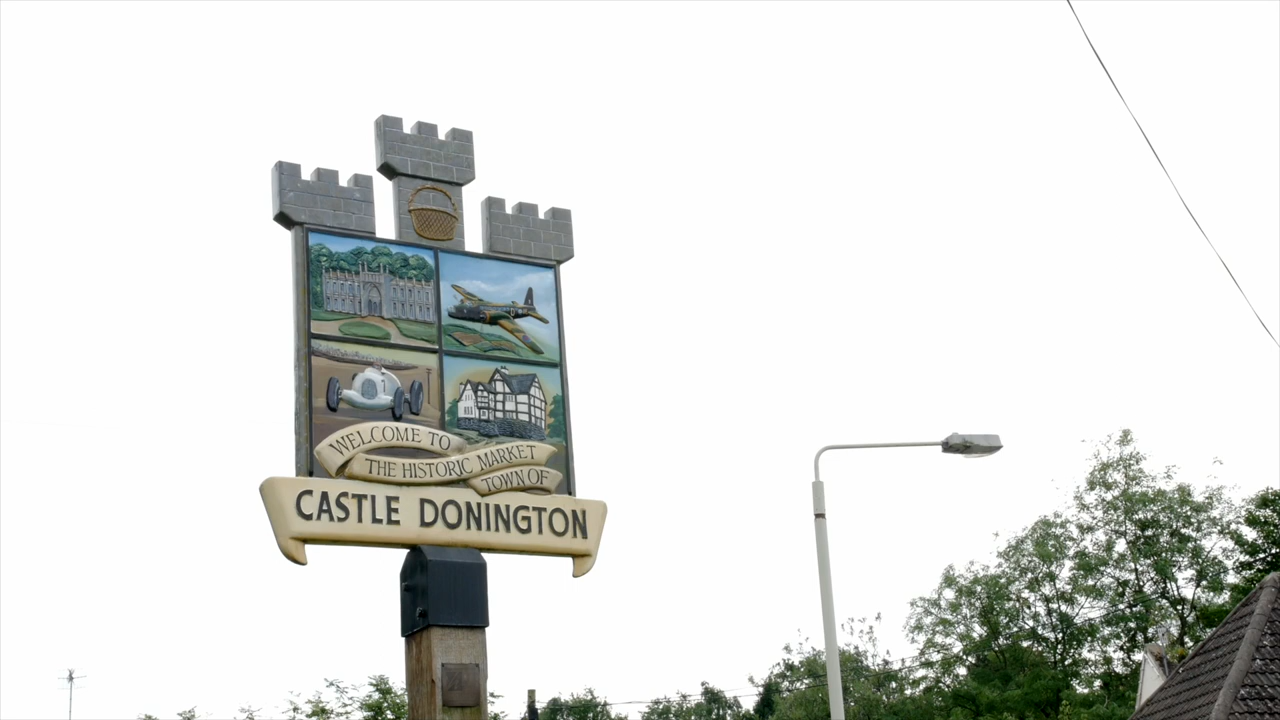 WELCOME TO
THE HISTORIC MARKET
TOWN OF
CASTLE DONINGTON